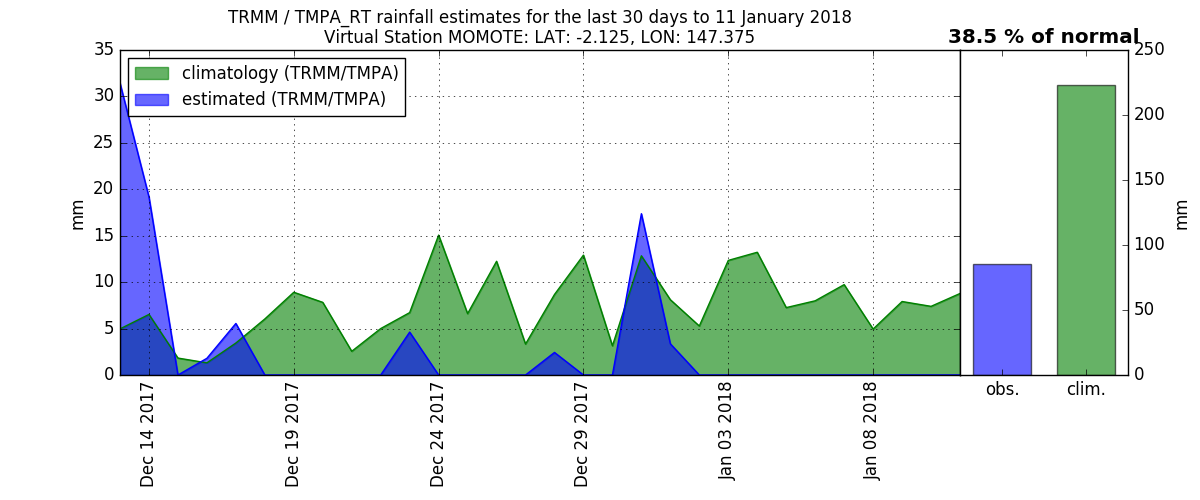 TRMM / TMPA_RT rainfall estimates for the last 30 days to 11 January 2018
Virtual Station MOMOTE: LAT: -2.125, LON: 147.375
38.5 % of normal
climatology (TRMM/TMPA)
estimated (TRMM/TMPA)
35
30
25
20
15
10
5
0
mm
Dec 14 2017
Dec 19 2017
Dec 24 2017
Dec 29 2017
Jan 03 2018
Jan 08 2018
250
200
150
100
50
0
mm
obs.
clim.